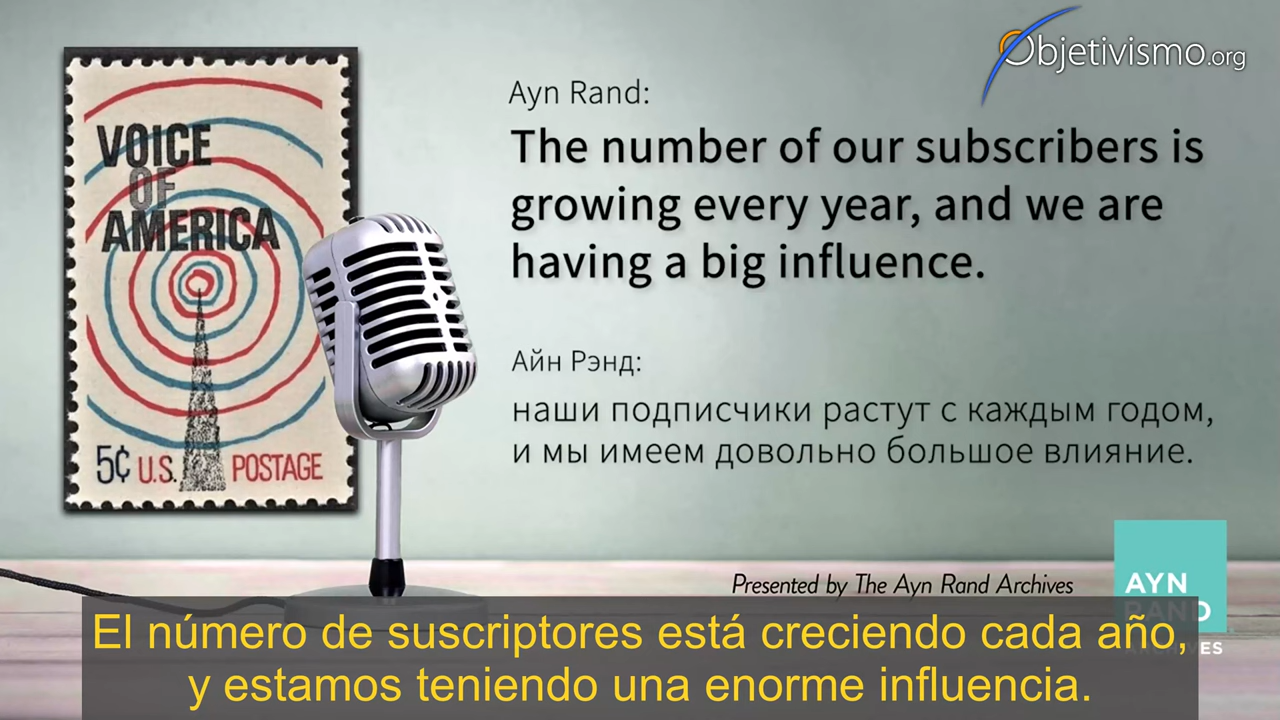 Objetivismo.org
VOICE
OF
AMERICA
5¢ U.S. POSTAGE
Ayn Rand:
The number of our subscribers is
growing every year, and we are
having a big influence.
Айн Рэнд:
наши подписчики растут с каждым годом,
и мы имеем довольно большое влияние.
Presented by The Ayn Rand Archives
AYN
RAND
ARCHIVES
El número de suscriptores está creciendo cada año,
y estamos teniendo una enorme influencia.